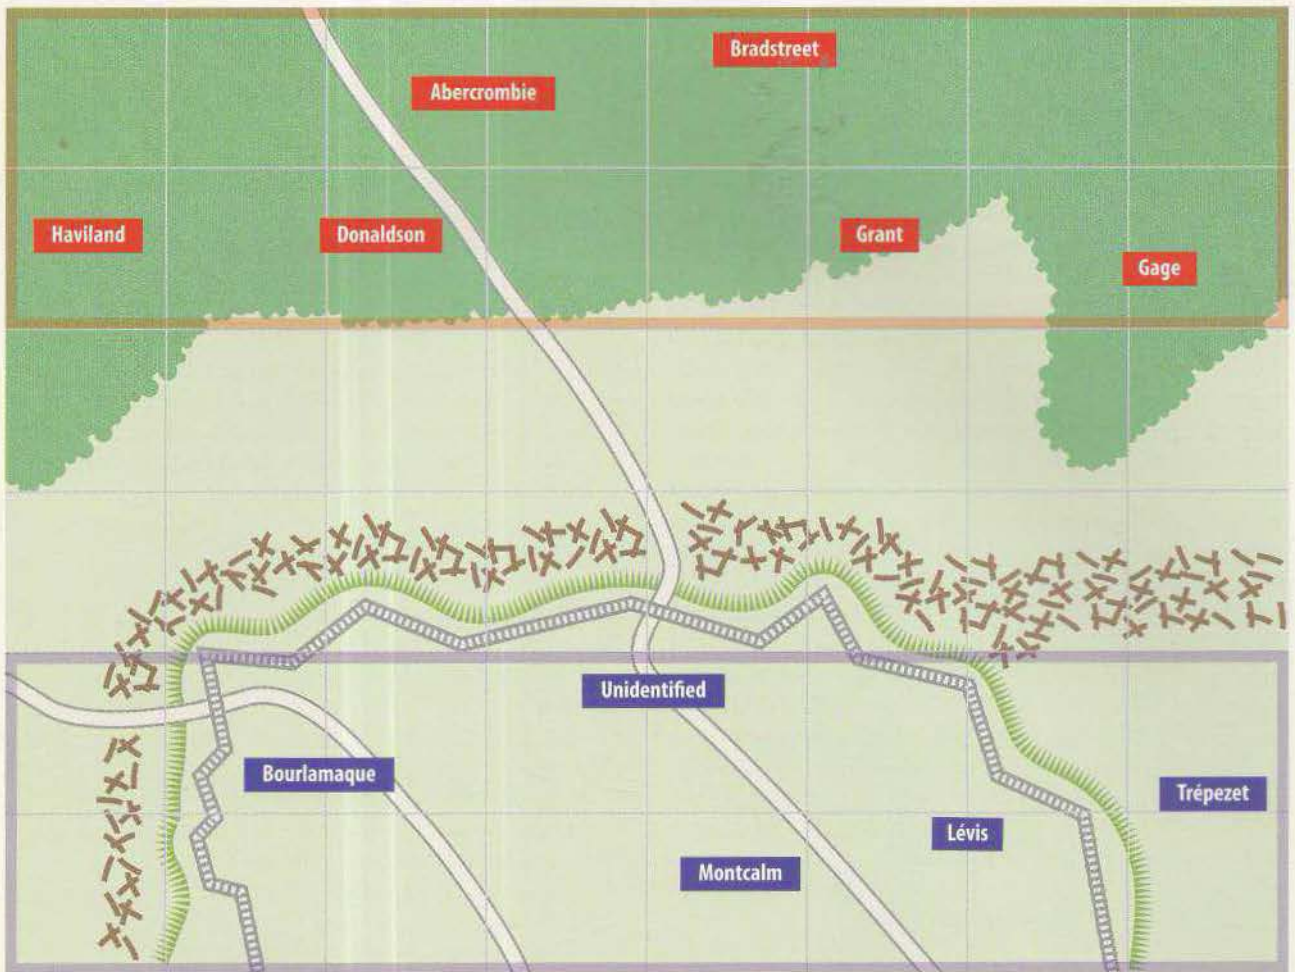 Bradstreet
Abercrombie
Haviland
Donaldson
Grant
Gage
Unidentified
Bourlamaque
Trépezet
Lévis
Montcalm